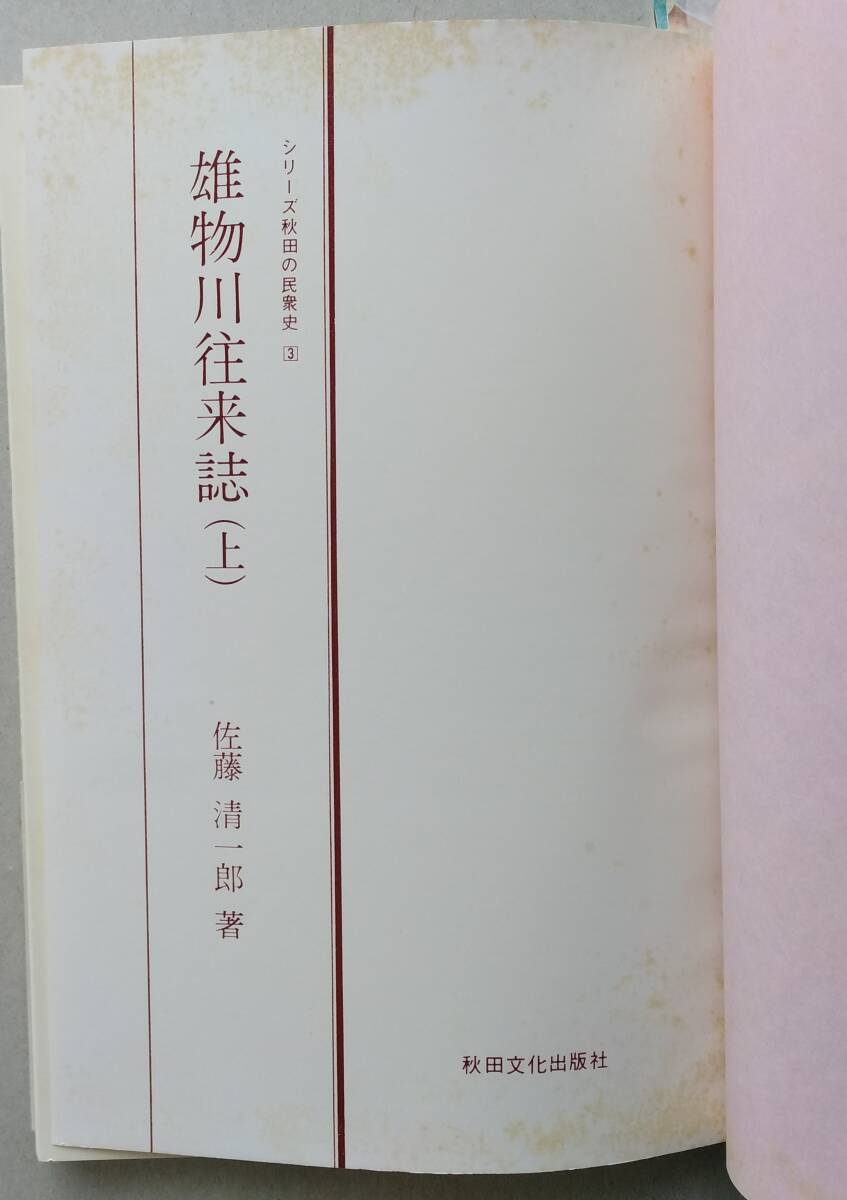 シリーズ秋田の民衆史 3
雄物川往来誌(上)
佐藤 清一郎 著
秋田文化出版社